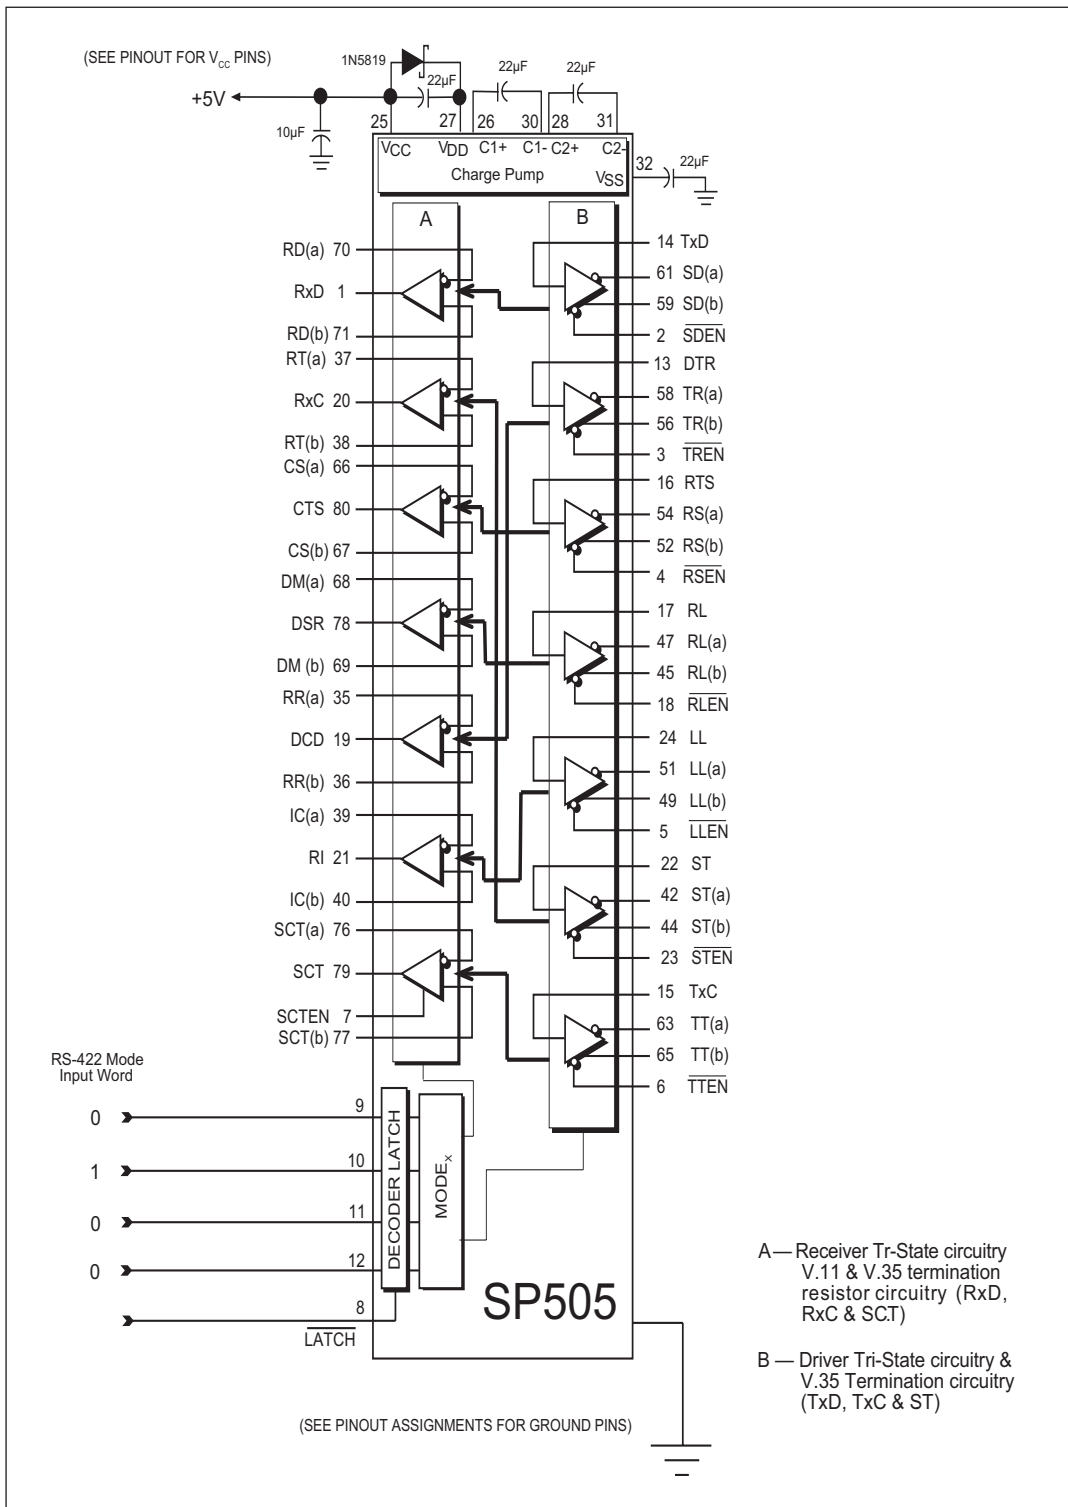 (SEE PINOUT FOR VCC PINS)
1N5819
22µF
22µF
22µF
+5V
10µF
25
27
26
30
28
31
VCC
VDD
C1+
C1-
C2+
C2-
Charge Pump
VSS
32
22µF
A
B
RD(a) 70
RxD 1
RD(b) 71
RT(a) 37
RxC 20
RT(b) 38
CS(a) 66
CTS 80
CS(b) 67
DM(a) 68
DSR 78
DM (b) 69
RR(a) 35
DCD 19
RR(b) 36
IC(a) 39
RI 21
IC(b) 40
SCT(a) 76
SCT 79
SCTEN 7
SCT(b) 77
14 TxD
61 SD(a)
59 SD(b)
2 SDEN
13 DTR
58 TR(a)
56 TR(b)
3 TREN
16 RTS
54 RS(a)
52 RS(b)
4 RSEN
17 RL
47 RL(a)
45 RL(b)
18 RLEN
24 LL
51 LL(a)
49 LL(b)
5 LLEN
22 ST
42 ST(a)
44 ST(b)
23 STEN
15 TxC
63 TT(a)
65 TT(b)
6 TTEN
RS-422 Mode
Input Word
0
9
1
10
0
11
0
12
8
LATCH
DECODER LATCH
MODEx
SP505
A — Receiver Tr-State circuitry
V.11 & V.35 termination
resistor circuitry (RxD,
RxC & SCT)
B — Driver Tri-State circuitry &
V.35 Termination circuitry
(TxD, TxC & ST)
(SEE PINOUT ASSIGNMENTS FOR GROUND PINS)